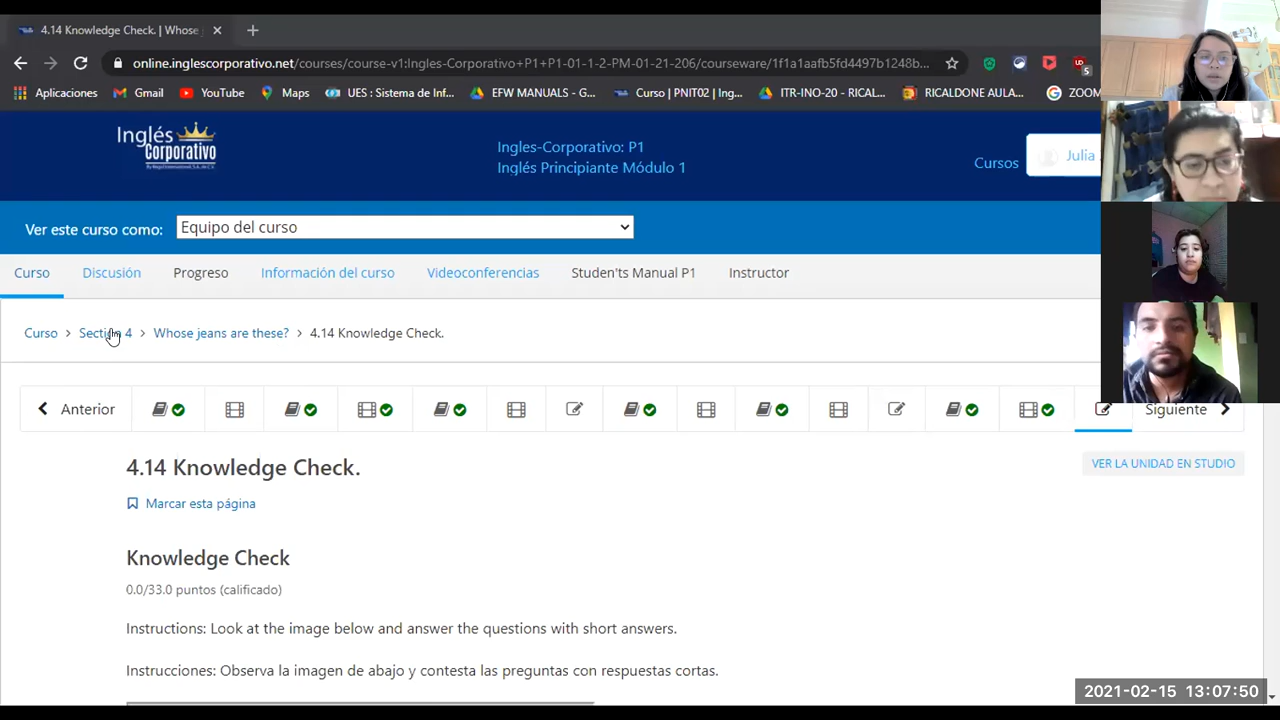 4.14 Knowledge Check. | Whose
online.inglescorporativo.net/courses/course-v1:Ingles-Corporativo+P1+P1-01-1-2-PM-01-21-206/courseware/1f1a1aafb5fd4497b1248b...
Aplicaciones Gmail YouTube Maps UES : Sistema de Inf... EFW MANUALS - G... Curso | PNIT02 | Ing... ITR-INO-20 - RICAL... RICALDONE AULA... ZOOM
Inglés
Corporativo
Ingles-Corporativo: P1
Inglés Principiante Módulo 1
Cursos
Julia
Ver este curso como: Equipo del curso
Curso Discusión Progreso Información del curso Videoconferencias Studen'ts Manual P1 Instructor
Curso > Section 4 > Whose jeans are these? > 4.14 Knowledge Check.
Anterior
Siguiente
4.14 Knowledge Check.
VER LA UNIDAD EN STUDIO
Marcar esta página
Knowledge Check
0.0/33.0 puntos (calificado)
Instructions: Look at the image below and answer the questions with short answers.
Instrucciones: Observa la imagen de abajo y contesta las preguntas con respuestas cortas.
2021-02-15 13:07:50